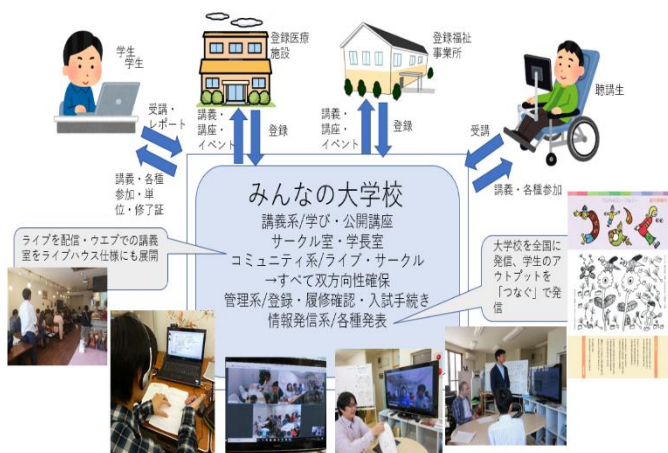 学生
学生
登録医療
施設
登録福祉
事業所
聴講生
受講・
レポート
講義・
講座・
イベント
登録
講義・
講座・
イベント
登録
受講
講義・各種
参加・単
位・修了証
講義・各種参加
みんなの大学校
講義系/学び・公開講座
サークル室・学長室
コミュニティ系/ライブ・サークル
→すべて双方向性確保
管理系/登録・履修確認・入試手続き
情報発信系/各種発表
ライブを配信・ウエブでの講義
室をライブハウス仕様にも展開
大学校を全国に
発信、学生のア
ウトプットを
「つなぐ」で発
信